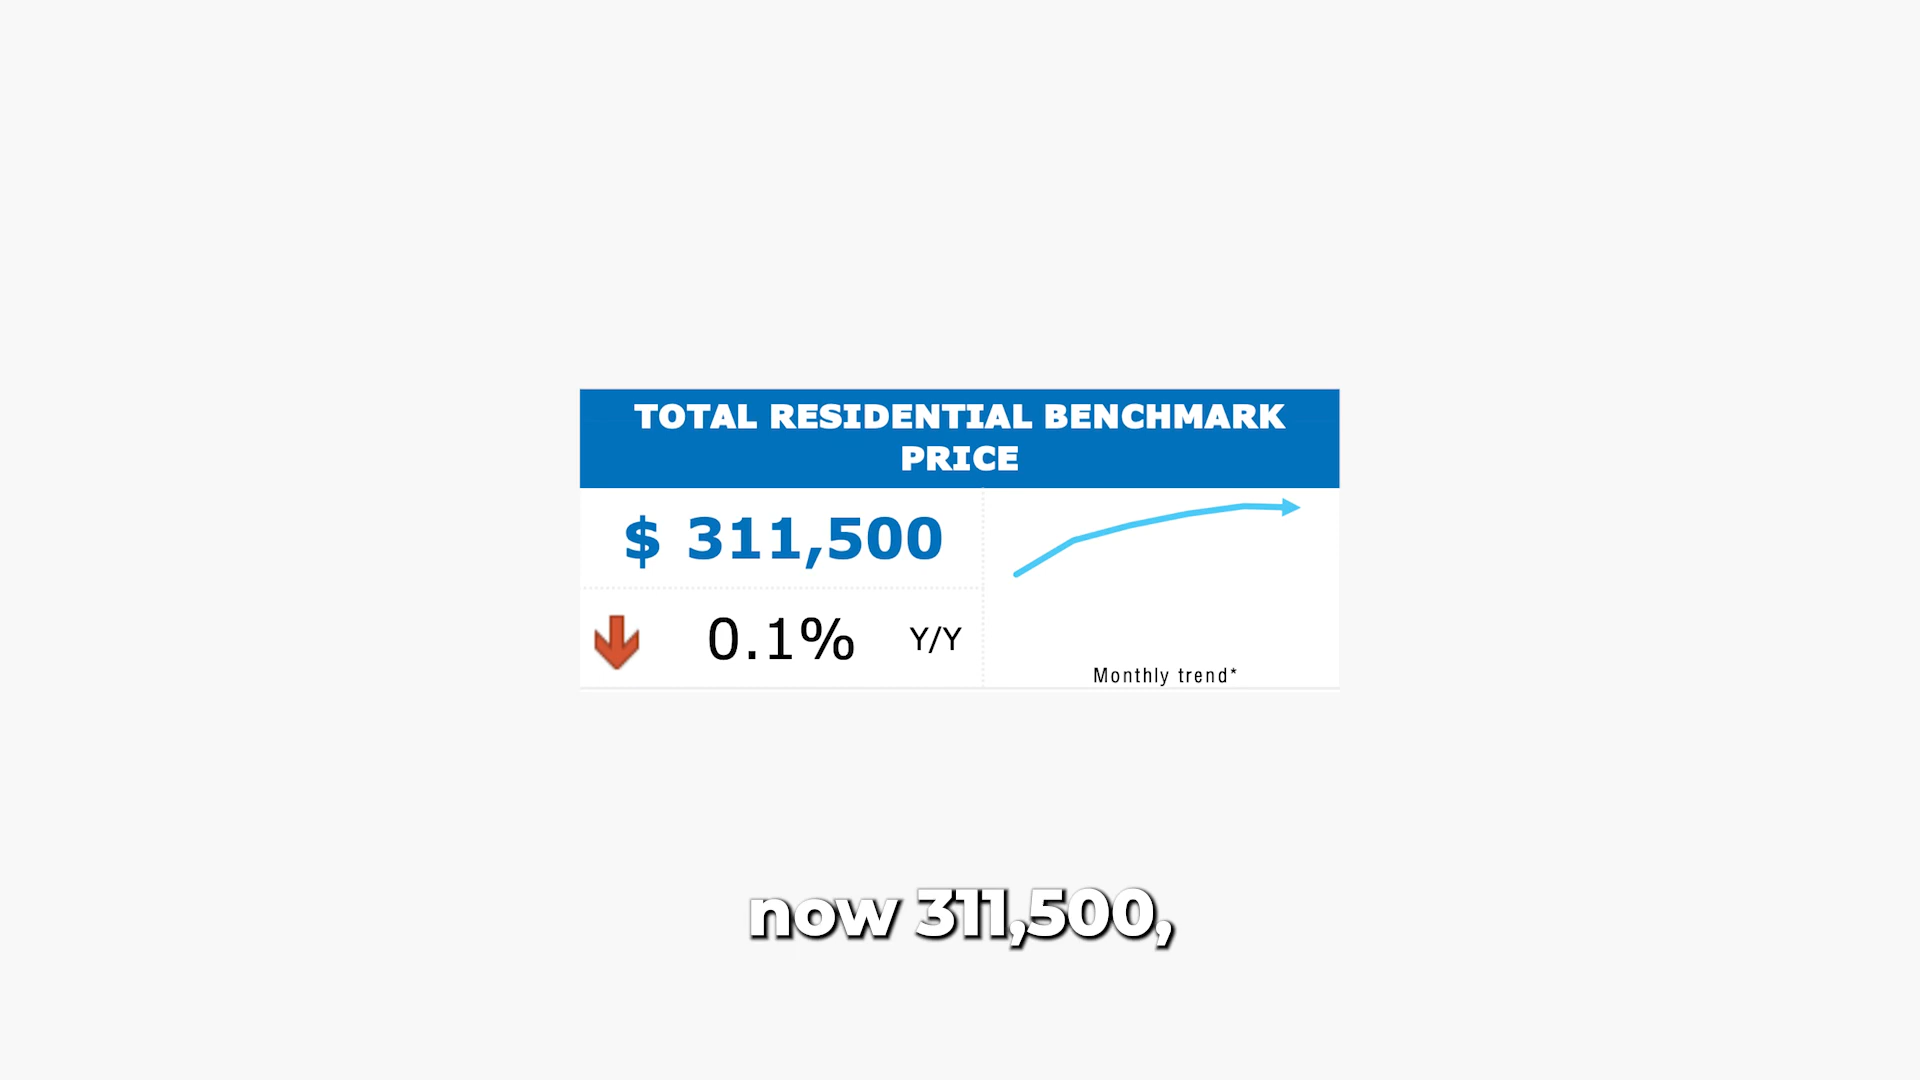 TOTAL RESIDENTIAL BENCHMARK
PRICE
$ 311,500
0.1% Y/Y
Monthly trend*
now 311,500,